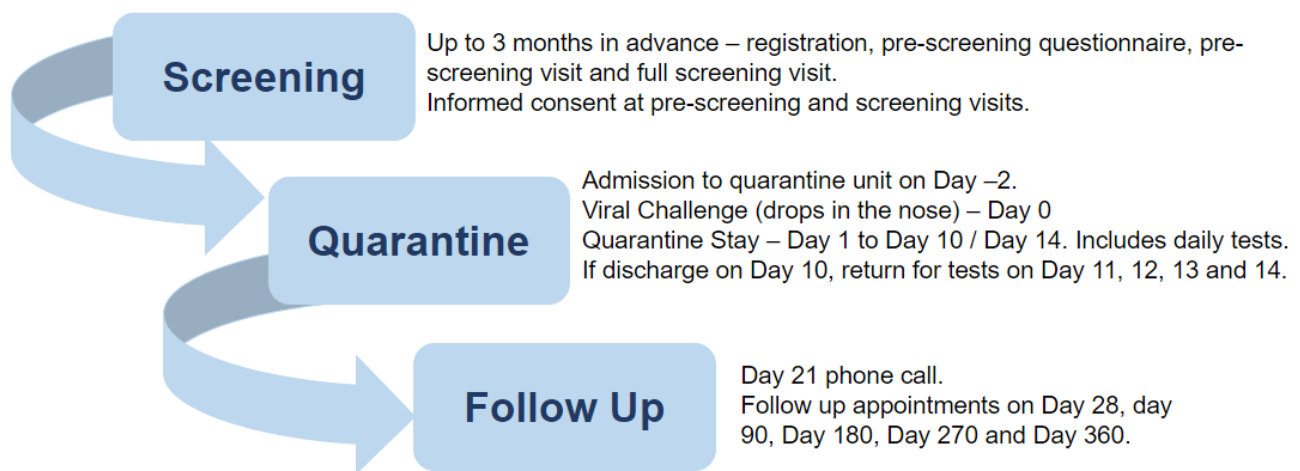 Screening
Up to 3 months in advance – registration, pre-screening questionnaire, pre-
screening visit and full screening visit.
Informed consent at pre-screening and screening visits.
Quarantine
Admission to quarantine unit on Day –2.
Viral Challenge (drops in the nose) – Day 0
Quarantine Stay – Day 1 to Day 10 / Day 14. Includes daily tests.
If discharge on Day 10, return for tests on Day 11, 12, 13 and 14.
Follow Up
Day 21 phone call.
Follow up appointments on Day 28, day
90, Day 180, Day 270 and Day 360.